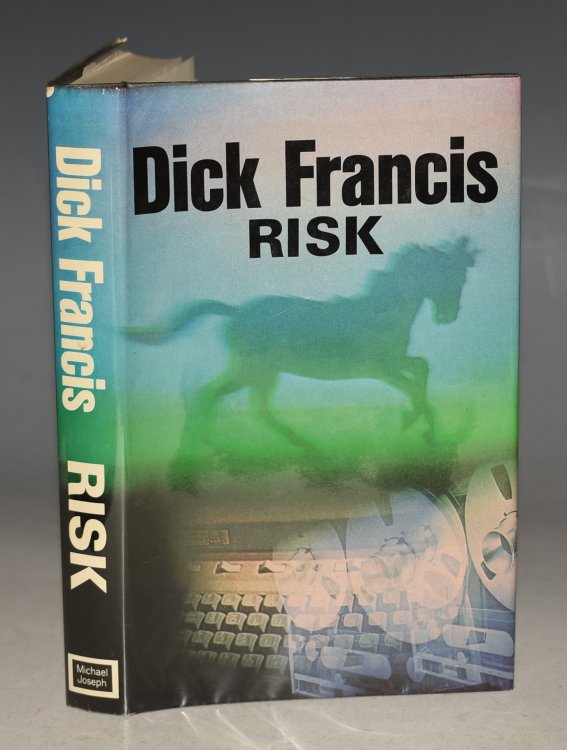 Dick Francis
RISK
Dick Francis RISK
Michael
Joseph